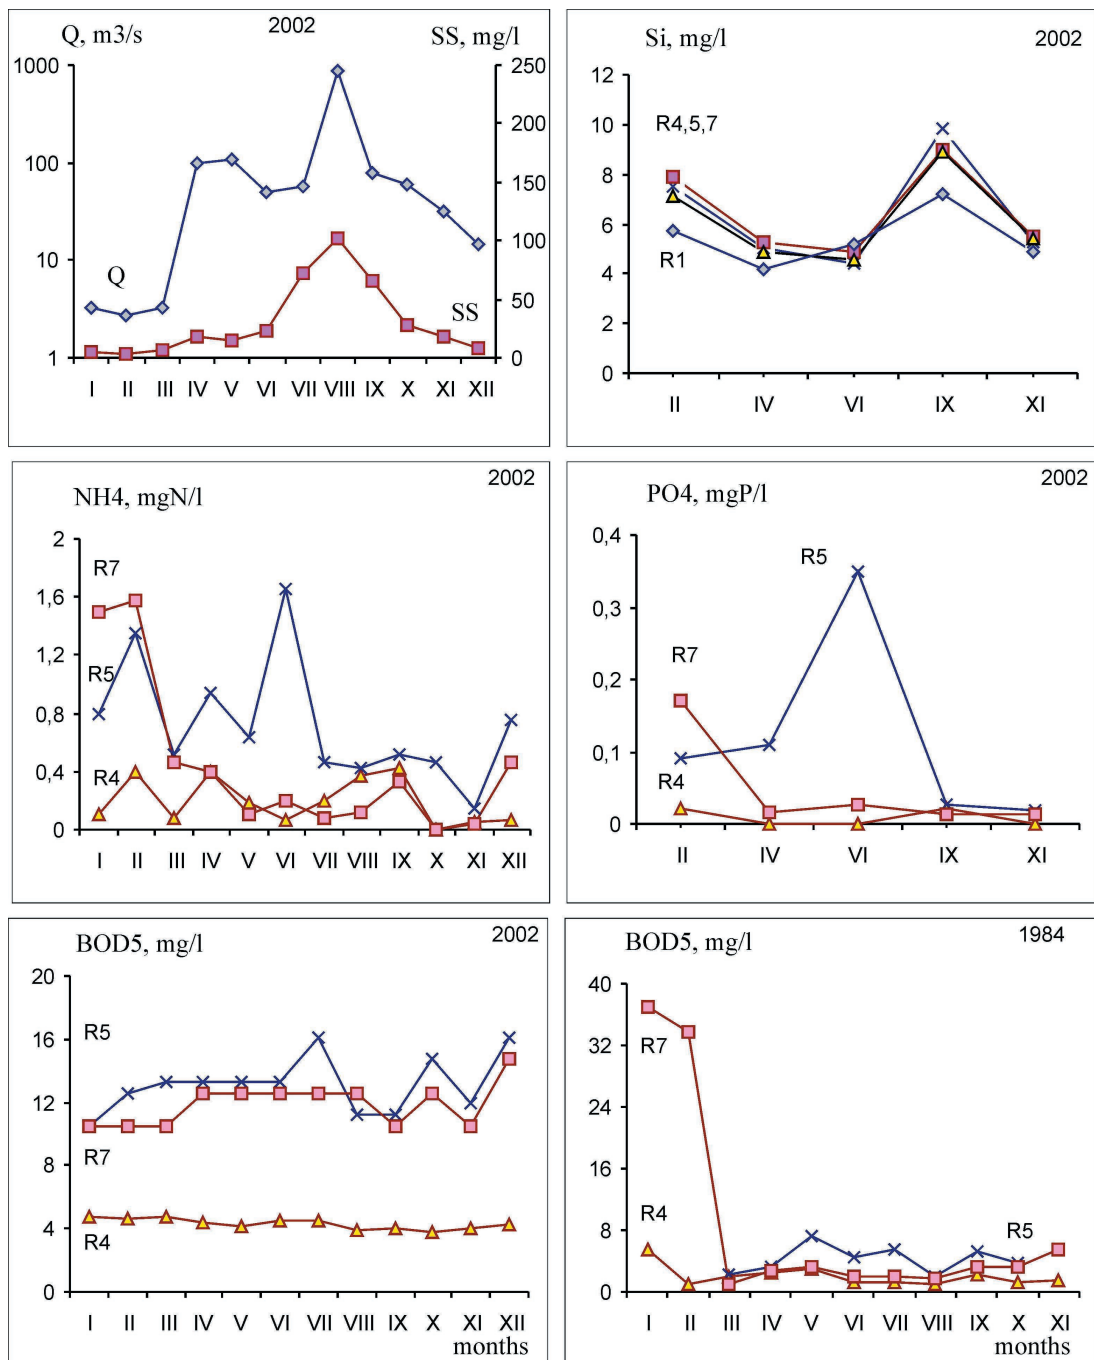 2002
Q, m3/s
SS, mg/l
1000
100
10
1
250
200
150
100
50
0
Q
SS
I II III IV V VI VII VIII IX X XI XII
Si, mg/l
2002
12
10
8
6
4
2
0
R4,5,7
R1
II IV VI IX XI
2002
NH4, mgN/l
2
1,6
1,2
0,8
0,4
0
R7
R5
R4
I II III IV V VI VII VIII IX X XI XII
2002
PO4, mgP/l
0,4
0,3
0,2
0,1
0
R5
R7
R4
II IV VI IX XI
BOD5, mg/l
2002
20
16
12
8
4
0
R5
R7
R4
I II III IV V VI VII VIII IX X XI XII
months
BOD5, mg/l
1984
40
32
24
16
8
0
R7
R4
R5
I II III IV V VI VII VIII IX X XI
months